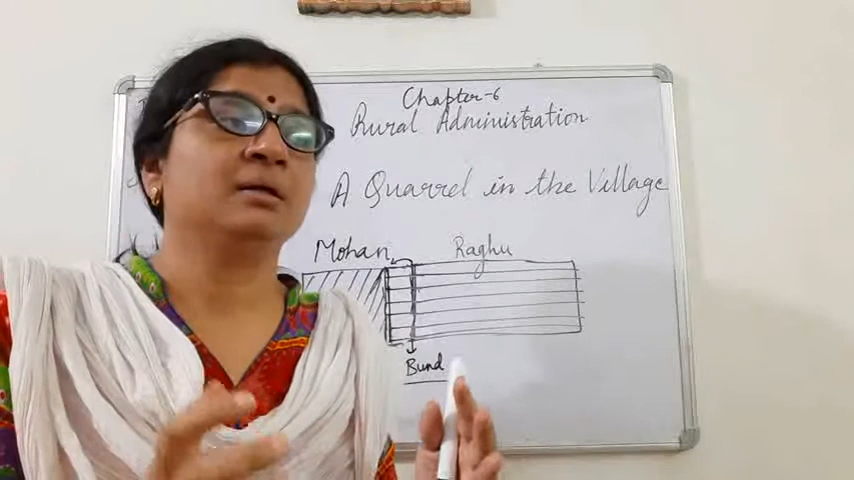 Chapter-6
Rural Administration
A Quarrel in The Village
Mohan Raghu
Bund